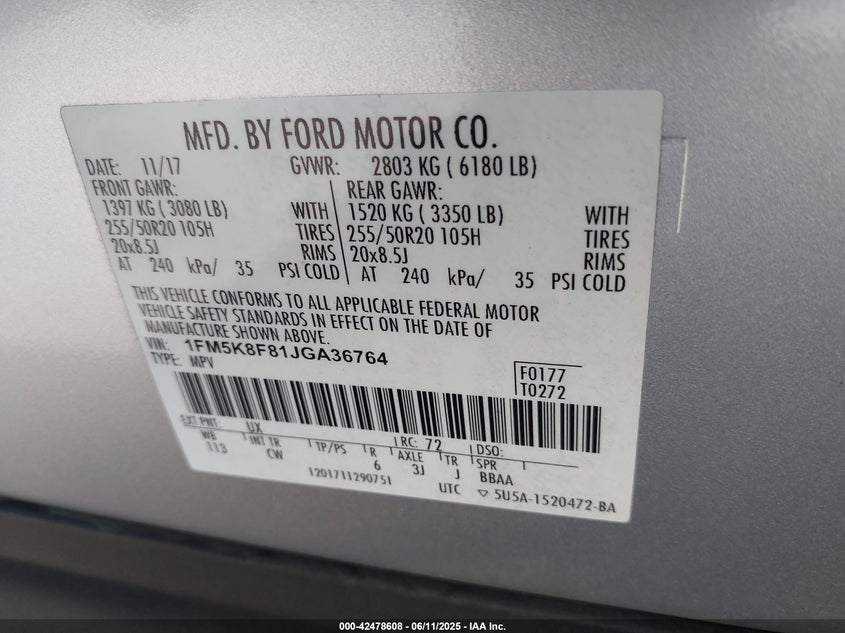 MFD. BY FORD MOTOR CO.
DATE: 11/17 GVWR: 2803 KG ( 6180 LB)
FRONT GAWR: REAR GAWR:
1397 KG ( 3080 LB) WITH 1520 KG ( 3350 LB) WITH
255/50R20 105H TIRES 255/50R20 105H TIRES
20x8.5J RIMS 20x8.5J RIMS
AT 240 kPa/ 35 PSI COLD AT 240 kPa/ 35 PSI COLD
THIS VEHICLE CONFORMS TO ALL APPLICABLE FEDERAL MOTOR
VEHICLE SAFETY STANDARDS IN EFFECT ON THE DATE OF
MANUFACTURE SHOWN ABOVE.
VIN: 1FM5K8F81JGA36764
TYPE: MPV
F0177
T0272
EXT PNT: UX RC: 72 DSO:
WB INT TR TP/PS R AXLE TR SPR
113 CW 6 3J J BBAA
1201711290751 UTC ▽ 5U5A-1520472-BA
000-42478608 - 06/11/2025 - IAA Inc.